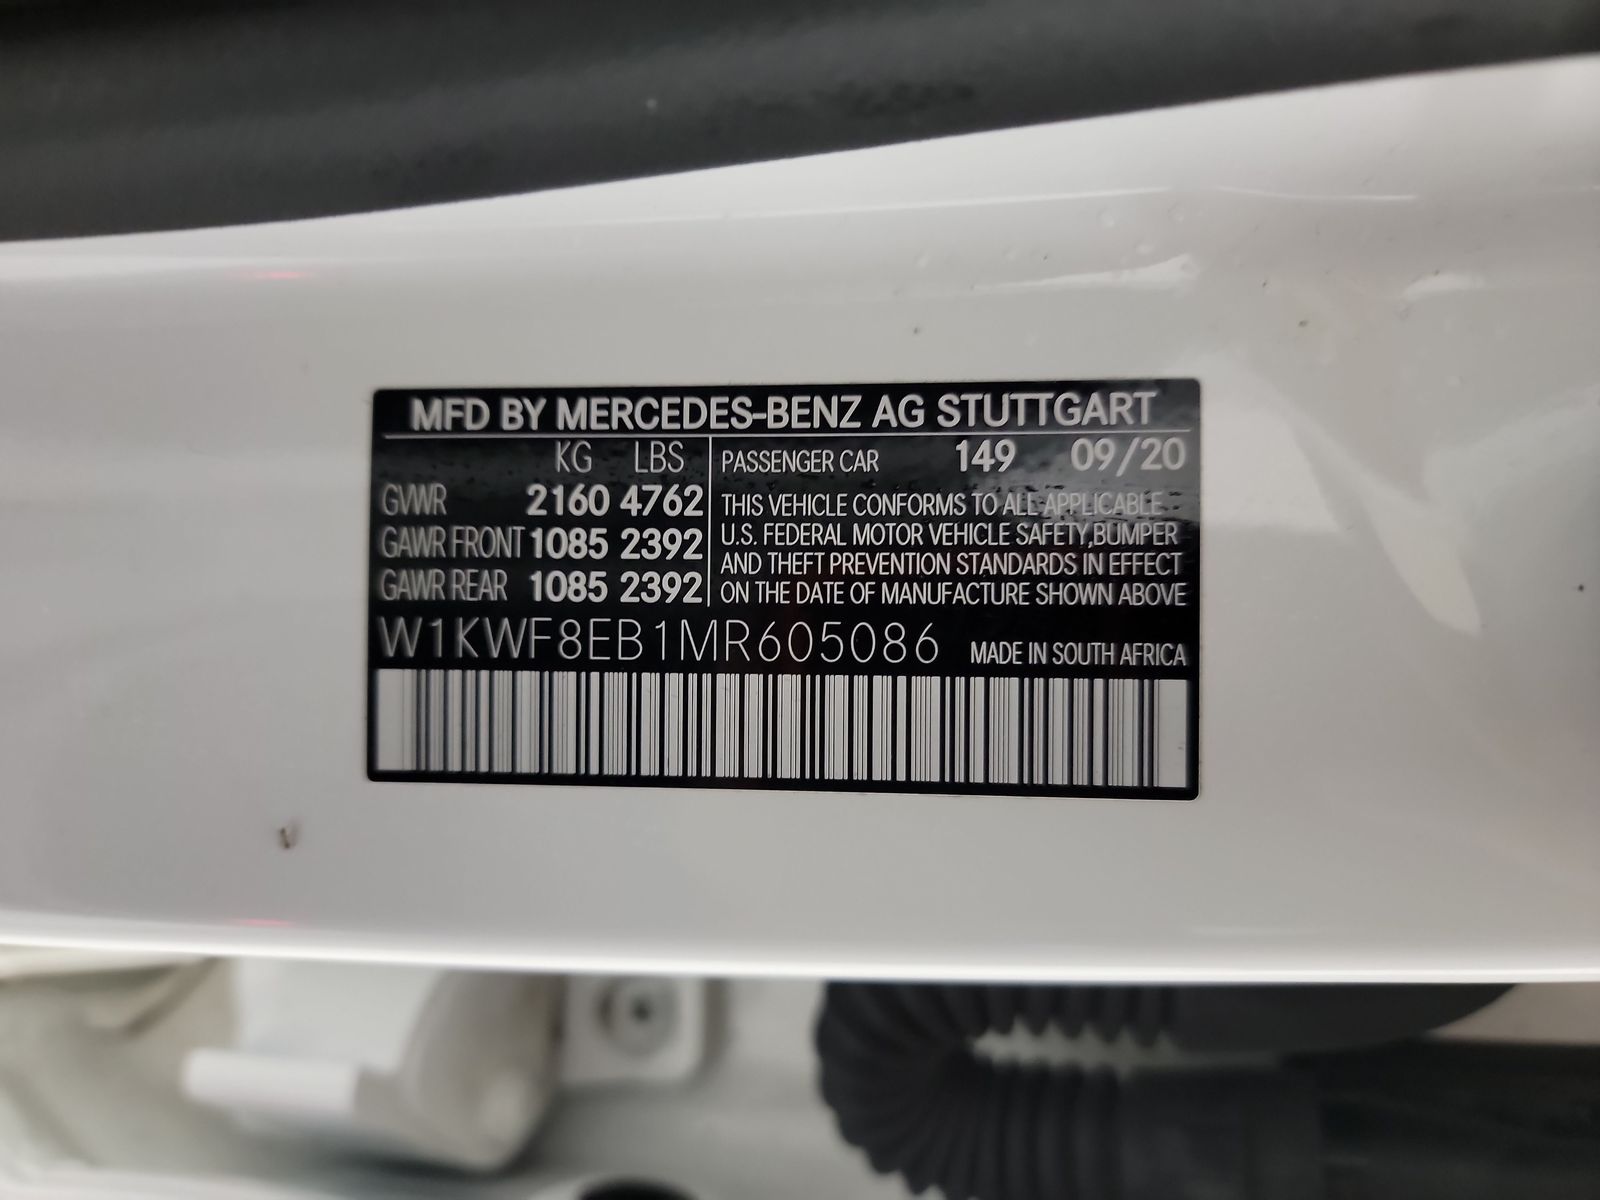 MFD BY MERCEDES-BENZ AG STUTTGART
KG LBS
GVWR 2160 4762
GAWR FRONT 1085 2392
GAWR REAR 1085 2392
PASSENGER CAR 149 09/20
THIS VEHICLE CONFORMS TO ALL APPLICABLE
U.S. FEDERAL MOTOR VEHICLE SAFETY,BUMPER
AND THEFT PREVENTION STANDARDS IN EFFECT
ON THE DATE OF MANUFACTURE SHOWN ABOVE
W1KWF8EB1MR605086 MADE IN SOUTH AFRICA